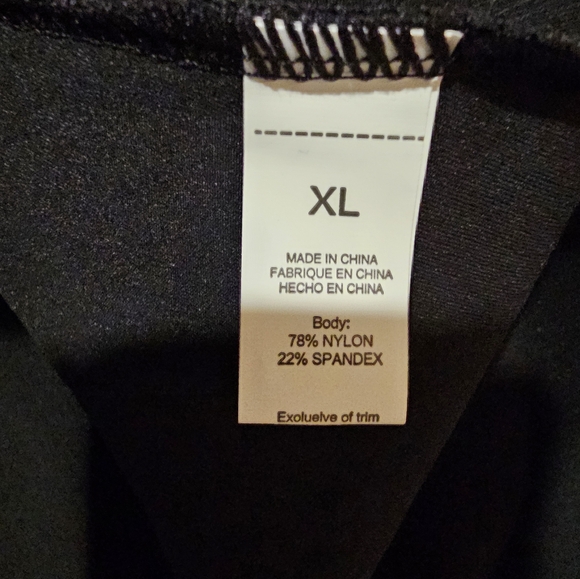 XL
MADE IN CHINA
FABRIQUE EN CHINA
HECHO EN CHINA
Body:
78% NYLON
22% SPANDEX
Exoluelve of trim